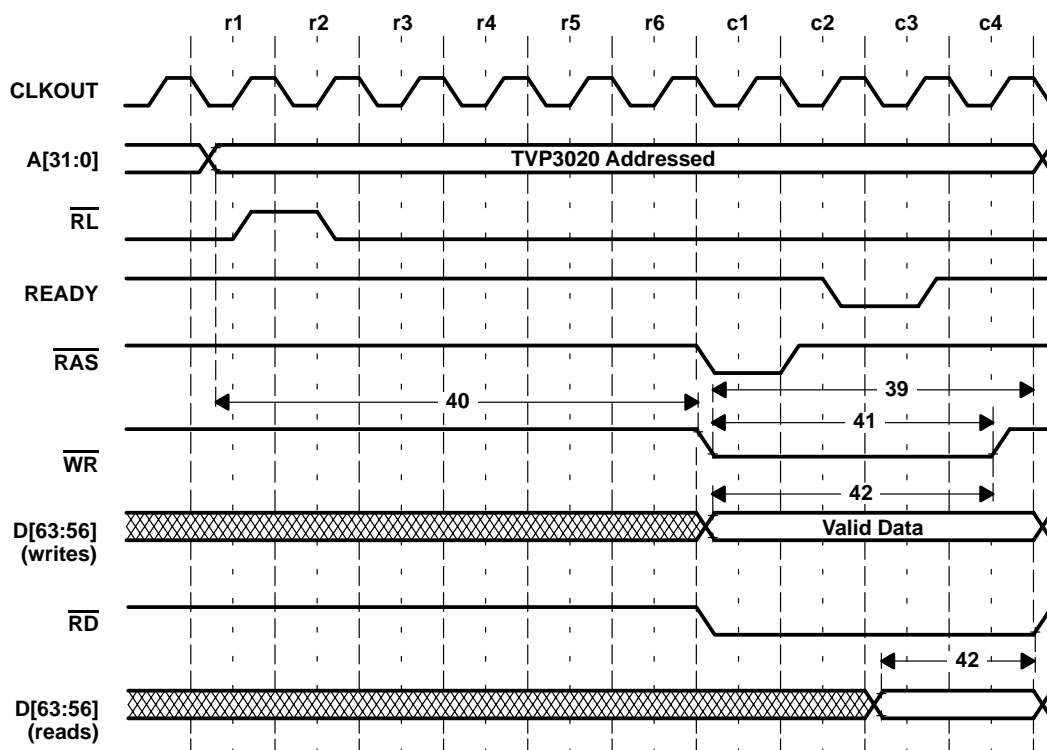 r1 r2 r3 r4 r5 r6 c1 c2 c3 c4
CLKOUT
A[31:0]
TVP3020 Addressed
RL
READY
RAS
39
40
41
WR
42
D[63:56]
(writes)
Valid Data
RD
42
D[63:56]
(reads)